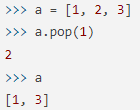 >>> a = [1, 2, 3]
>>> a.pop(1)
2
>>> a
[1, 3]